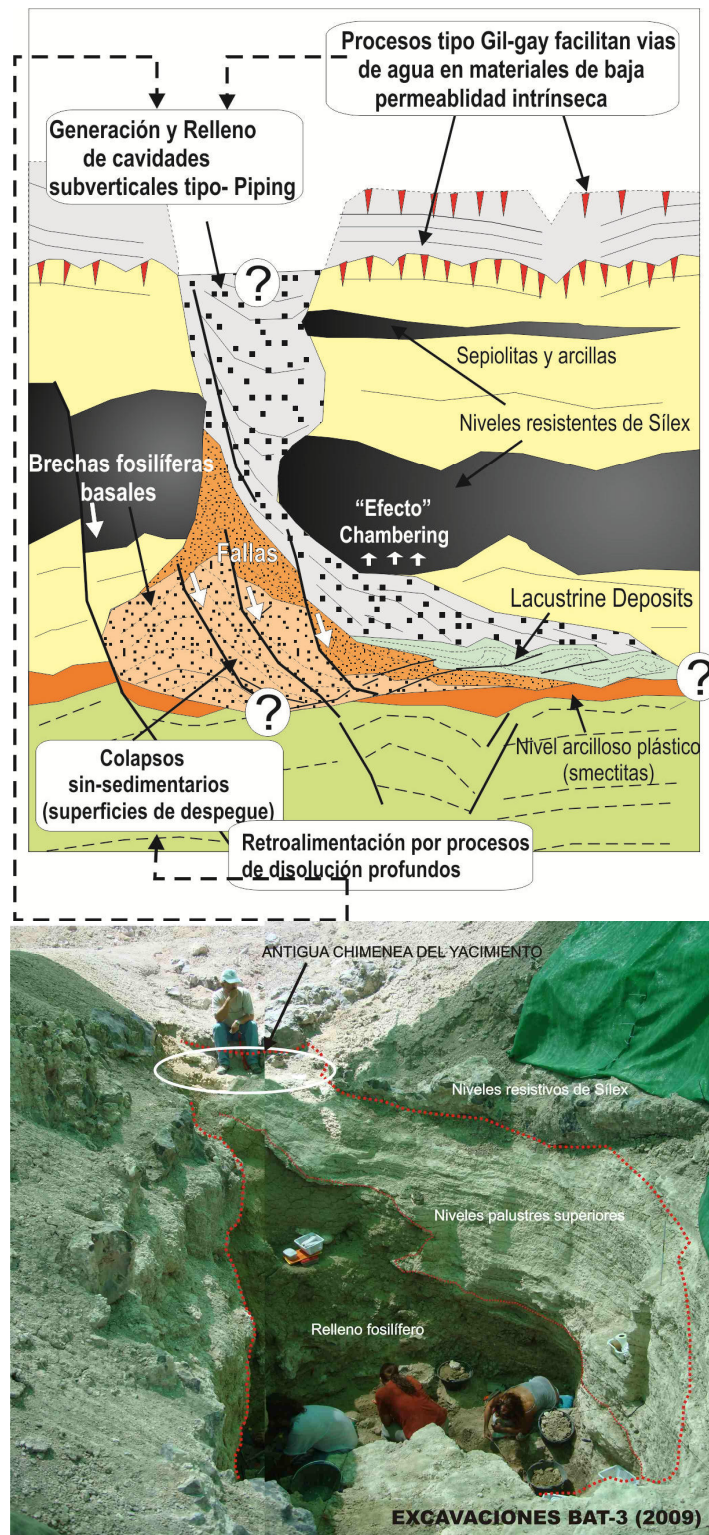 Procesos tipo Gil-gay facilitan vias
de agua en materiales de baja
permeablidad intrínseca
Generación y Relleno
de cavidades
subverticales tipo- Piping
?
Sepiolitas y arcillas
Niveles resistentes de Sílex
Brechas fosilíferas
basales
"Efecto"
Chambering
Fallas
Lacustrine Deposits
?
?
Nivel arcilloso plástico
(smectitas)
Colapsos
sin-sedimentarios
(superficies de despegue)
Retroalimentación por procesos
de disolución profundos
ANTIGUA CHIMENEA DEL YACIMIENTO
Niveles resistivos de Sílex
Niveles palustres superiores
Relleno fosilífero
EXCAVACIONES BAT-3 (2009)